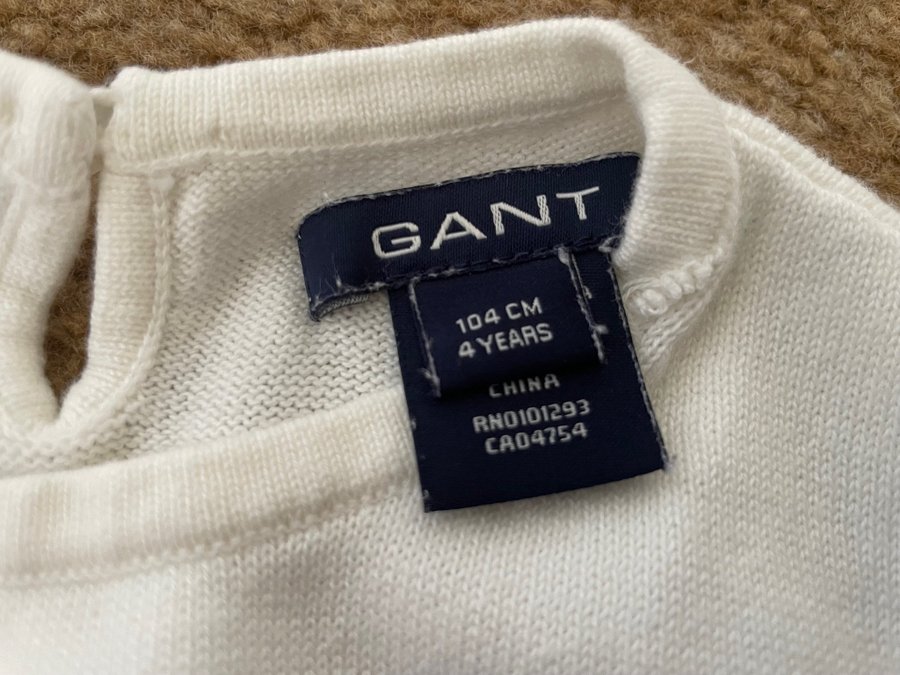 GANT
104 CM
4 YEARS
CHINA
RN0101293
CA04754